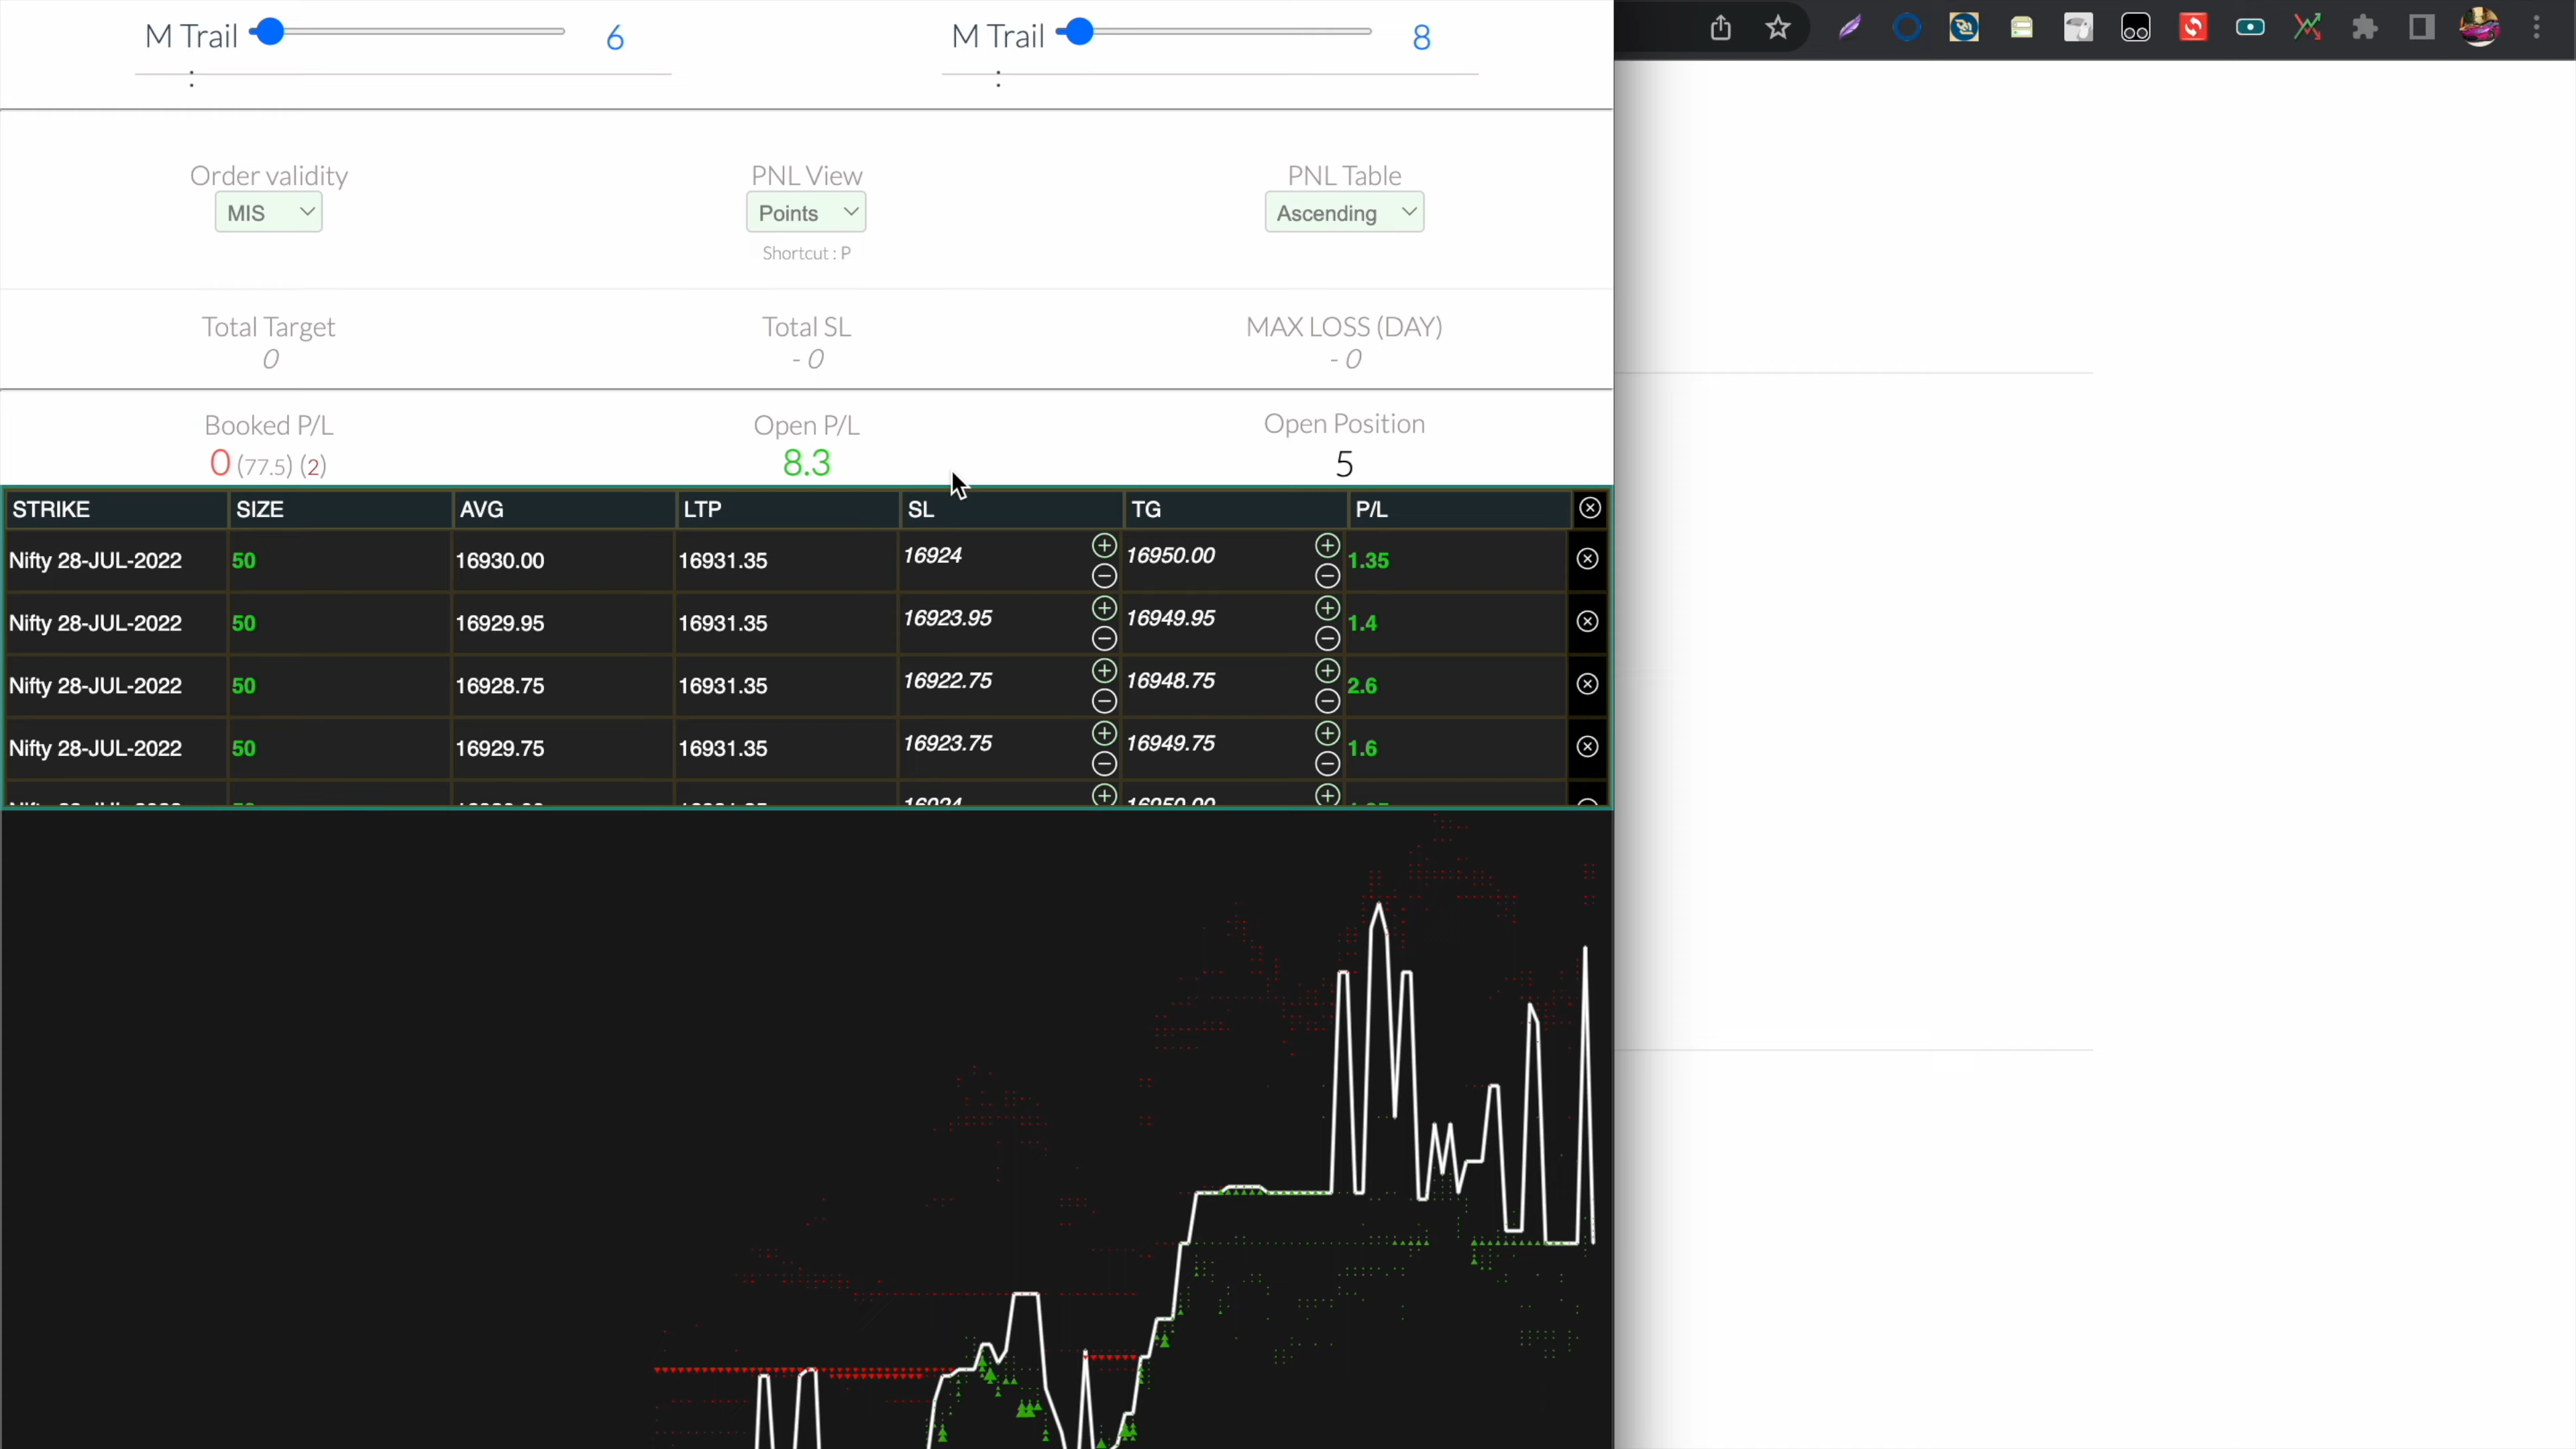 M Trail 6 M Trail 8
Order validity PNL View PNL Table
MIS Points Ascending
Shortcut : P
Total Target Total SL MAX LOSS (DAY)
0 - 0 - 0
Booked P/L Open P/L Open Position
0 (77.5) (2) 8.3 5
STRIKE SIZE AVG LTP SL TG P/L
Nifty 28-JUL-2022 50 16930.00 16931.35 16924 16950.00 1.35
Nifty 28-JUL-2022 50 16929.95 16931.35 16923.95 16949.95 1.4
Nifty 28-JUL-2022 50 16928.75 16931.35 16922.75 16948.75 2.6
Nifty 28-JUL-2022 50 16929.75 16931.35 16923.75 16949.75 1.6